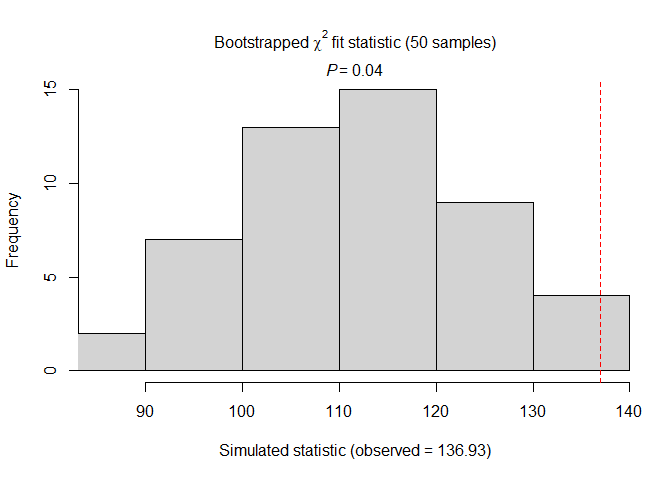 Bootstrapped χ² fit statistic (50 samples)
P = 0.04
15
10
5
0
Frequency
90 100 110 120 130 140
Simulated statistic (observed = 136.93)